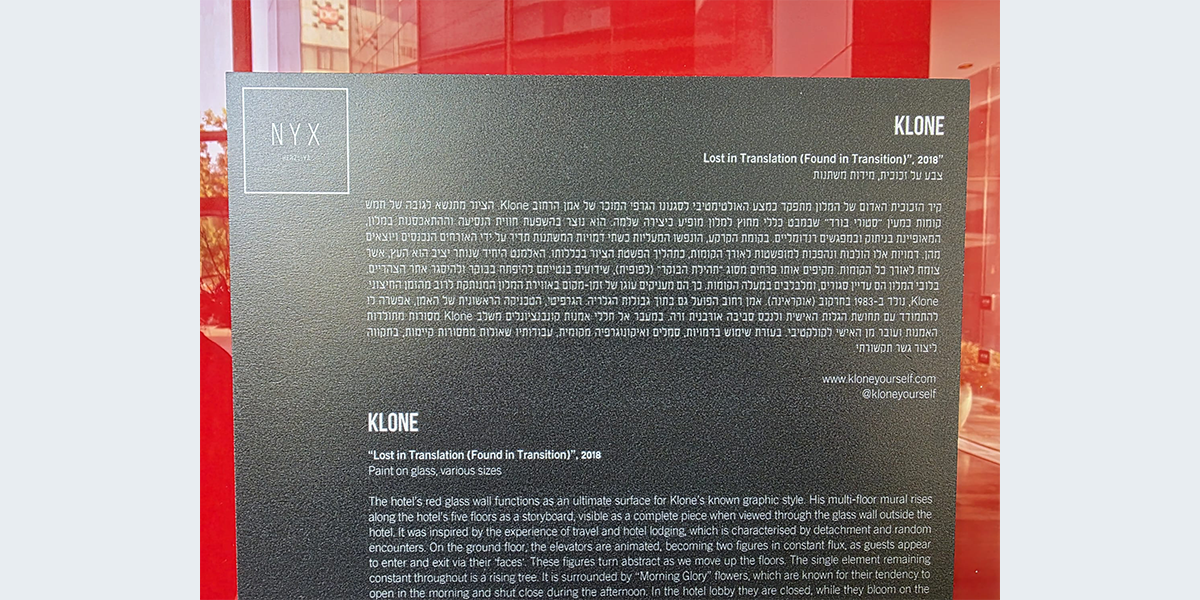 NYX
HERZLIYA
KLONE
Lost in Translation (Found in Transition)", 2018"
צבע על זכוכית, מידות משתנות
קיר הזכוכית האדום של המלון מתפקד כמצע האולטימטיבי לסגנונו הגרפי המוכר של אמן הרחוב Klone. הציור מתנשא לגובה של חמש
קומות כמעין "סטורי בורד" שבמבט כללי מחוץ למלון מופיע כיצירה שלמה. הוא נוצר בהשפעת חווית הנסיעה וההתאכסנות במלון,
המאופיינת בניתוק ובמפגשים רנדומליים. בקומת הקרקע, הונפשו המעליות כשתי דמויות המשתנות תדיר על ידי האורחים הנכנסים ויוצאים
מהן. דמויות אלו הולכות ונהפכות למופשטות לאורך הקומות, כתהליך הפשטת הציור בכללותו. האלמנט היחיד שנותר יציב הוא העץ, אשר
צומח לאורך כל הקומות. מקיפים אותו פרחים מסוג "תהילת הבוקר" (לפופית), שידועים בנטייתם להיפתח בבוקר ולהיסגר אחר הצהריים.
בלובי המלון הם עדיין סגורים, ומלבלבים במעלה הקומות. כך הם מעניקים עוגן של זמן-מקום באווירת המלון המנותקת לרוב מהזמן החיצוני.
Klone, נולד ב-1983 בחרקוב (אוקראינה). אמן רחוב הפועל גם בתוך גבולות הגלריה. הגרפיטי, הטכניקה הראשונית של האמן, אפשרה לו
להתמודד עם תחושת הגלות האישית ולנכס סביבה אורבנית זרה. במעבר אל חללי אמנות קונבנציונלים משלב Klone מסורות מתולדות
האמנות ועובר מן האישי לקולקטיבי. בעזרת שימוש בדמויות, סמלים ואיקונוגרפיה מקומית, עבודותיו שואלות ממסורות קיימות, בתקווה
ליצור גשר תקשורתי
www.kloneyourself.com
@kloneyourself
KLONE
"Lost in Translation (Found in Transition)", 2018
Paint on glass, various sizes
The hotel's red glass wall functions as an ultimate surface for Klone's known graphic style. His multi-floor mural rises
along the hotel's five floors as a storyboard, visible as a complete piece when viewed through the glass wall outside the
hotel. It was inspired by the experience of travel and hotel lodging, which is characterised by detachment and random
encounters. On the ground floor, the elevators are animated, becoming two figures in constant flux, as guests appear
to enter and exit via their 'faces'. These figures turn abstract as we move up the floors. The single element remaining
constant throughout is a rising tree. It is surrounded by "Morning Glory" flowers, which are known for their tendency to
open in the morning and shut close during the afternoon. In the hotel lobby they are closed, while they bloom on the